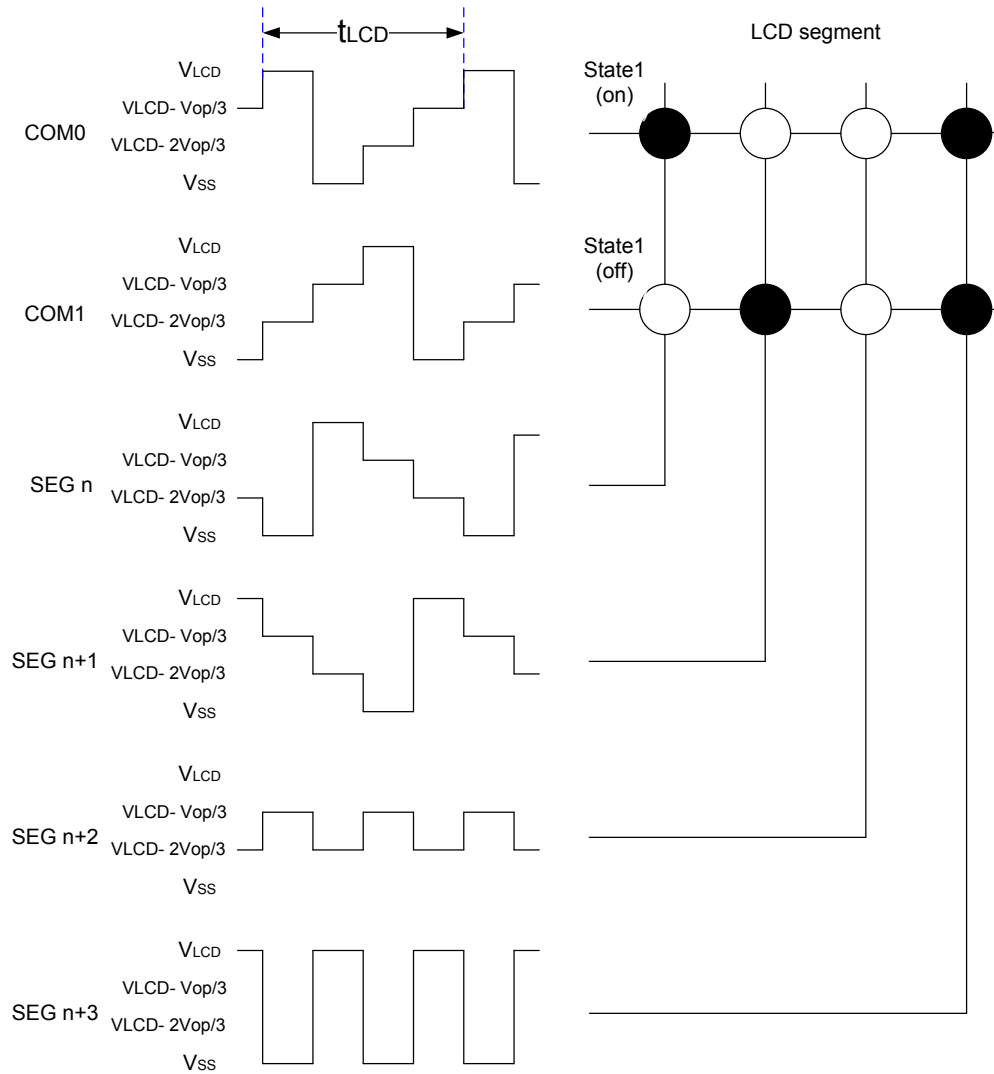 tLCD
LCD segment
COM0
VLCD
VLCD- Vop/3
VLCD- 2Vop/3
Vss
State1
(on)
COM1
VLCD
VLCD- Vop/3
VLCD- 2Vop/3
Vss
State1
(off)
SEG n
VLCD
VLCD- Vop/3
VLCD- 2Vop/3
Vss
SEG n+1
VLCD
VLCD- Vop/3
VLCD- 2Vop/3
Vss
SEG n+2
VLCD
VLCD- Vop/3
VLCD- 2Vop/3
Vss
SEG n+3
VLCD
VLCD- Vop/3
VLCD- 2Vop/3
Vss